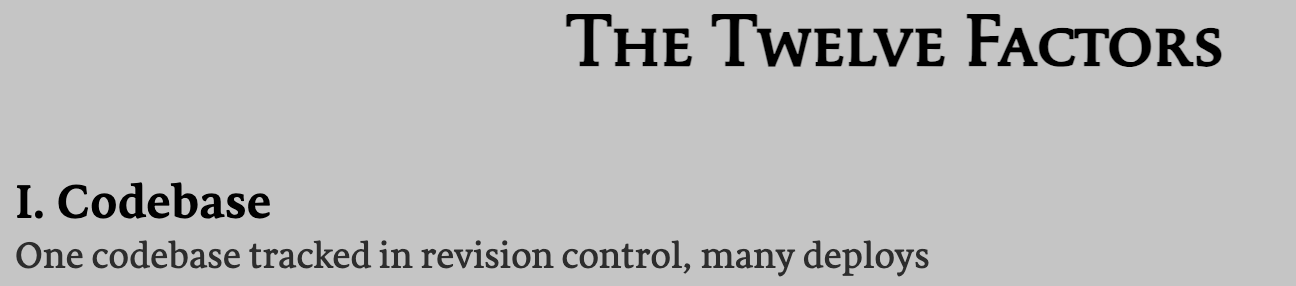 The Twelve Factors
I. Codebase
One codebase tracked in revision control, many deploys